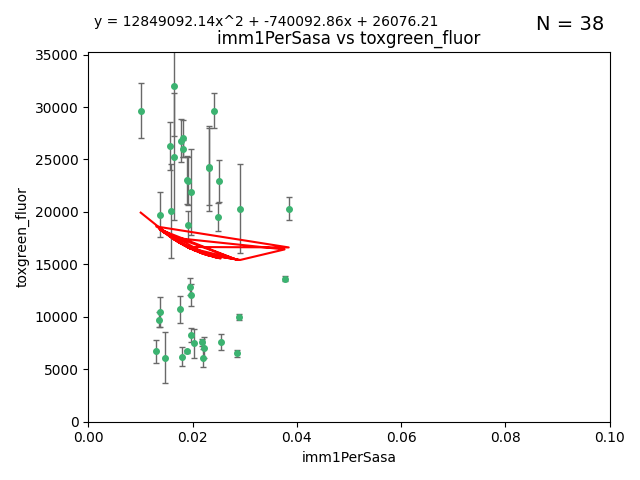 y = 12849092.14x^2 + -740092.86x + 26076.21
N = 38
imm1PerSasa vs toxgreen_fluor
35000
30000
25000
20000
15000
10000
5000
0
toxgreen_fluor
0.00 0.02 0.04 0.06 0.08 0.10
imm1PerSasa